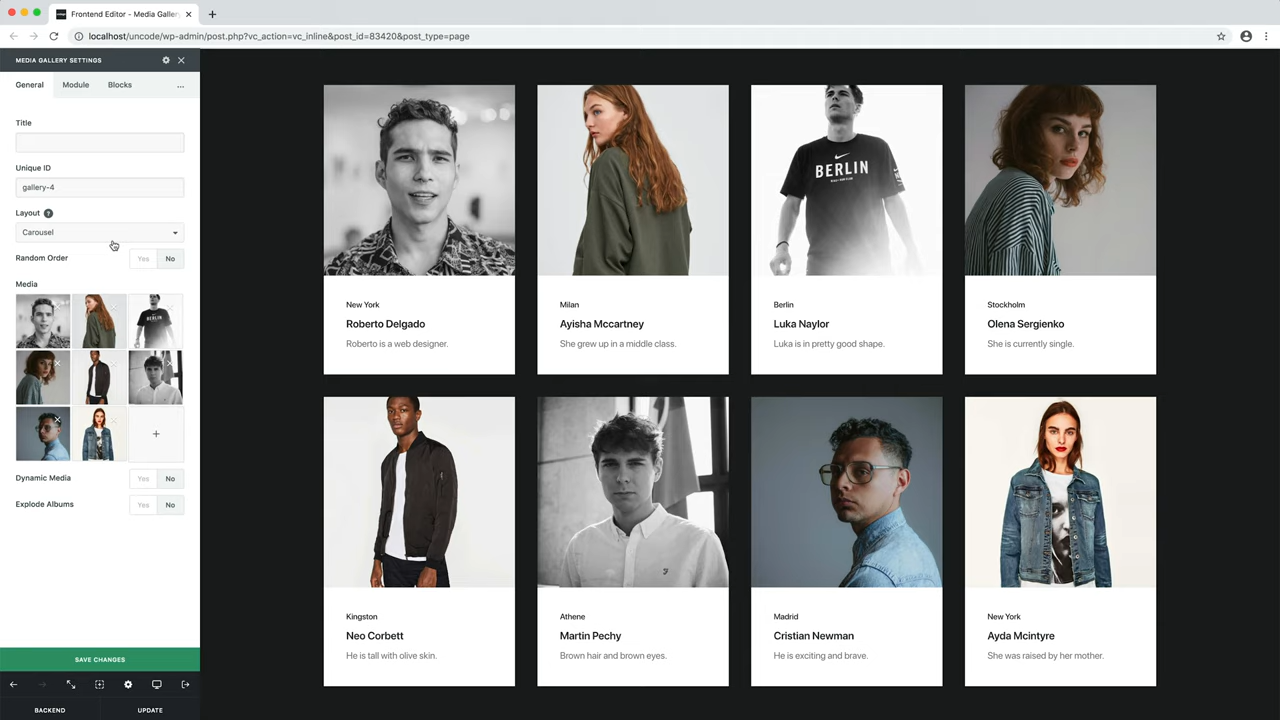 Frontend Editor - Media Gallery
localhost/uncode/wp-admin/post.php?vc_action=vc_inline&post_id=83420&post_type=page
MEDIA GALLERY SETTINGS
General
Module
Blocks
...
Title
Unique ID
gallery-4
Layout ?
Carousel
Random Order
Yes
No
Media
Dynamic Media
Yes
No
Explode Albums
Yes
No
SAVE CHANGES
BACKEND
UPDATE
BERLIN
New York
Roberto Delgado
Roberto is a web designer.
Milan
Ayisha Mccartney
She grew up in a middle class.
Berlin
Luka Naylor
Luka is in pretty good shape.
Stockholm
Olena Sergienko
She is currently single.
Kingston
Neo Corbett
He is tall with olive skin.
Athene
Martin Pechy
Brown hair and brown eyes.
Madrid
Cristian Newman
He is exciting and brave.
New York
Ayda Mcintyre
She was raised by her mother.